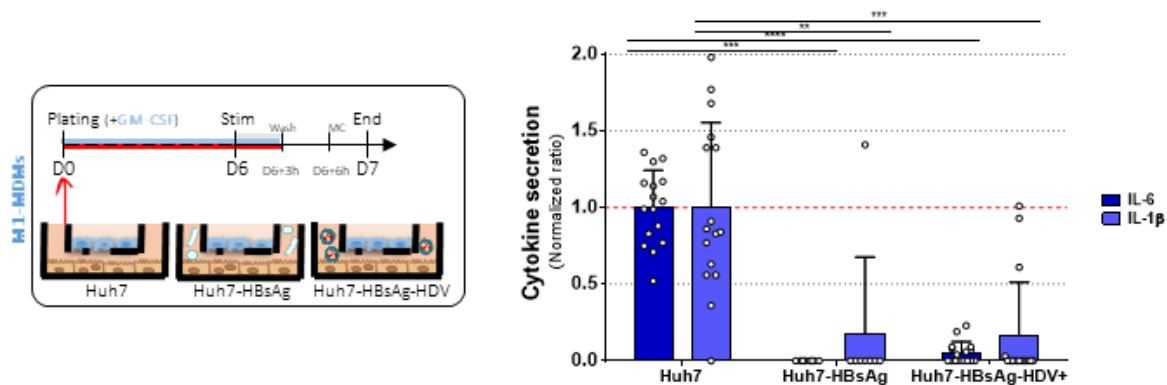 Plating (+GM-CSF)
Stim
Wash
MC
End
D0
D6
D6+3h
D6+6h
D7
M1-MDMs
Huh7
Huh7-HBsAg
Huh7-HBsAg-HDV
***
**
****
***
Cytokine secretion
(Normalized ratio)
2.0
1.5
1.0
0.5
0.0
Huh7
Huh7-HBsAg
Huh7-HBsAg-HDV+
IL-6
IL-1β